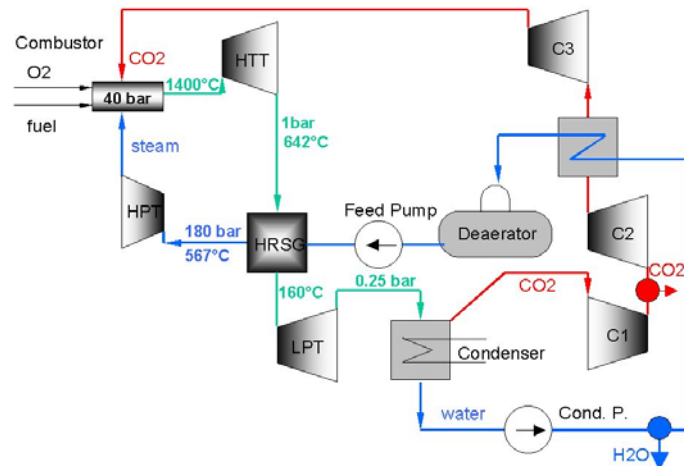 Combustor
O2
fuel
40 bar
CO2
1400°C
HTT
C3
1bar
642°C
steam
HPT
180 bar
567°C
HRSG
Feed Pump
Deaerator
C2
CO2
160°C
0.25 bar
CO2
LPT
C1
Condenser
water
Cond. P.
H2O